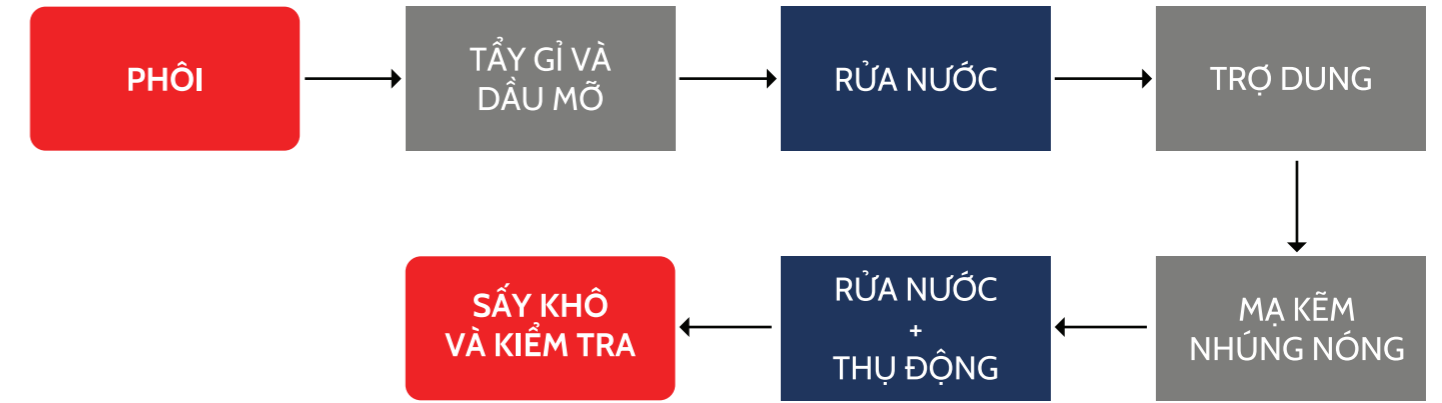 PHÔI
TẨY GỈ VÀ
DẦU MỠ
RỬA NƯỚC
TRỢ DUNG
MẠ KẼM
NHÚNG NÓNG
RỬA NƯỚC
+
THỤ ĐỘNG
SẤY KHÔ
VÀ KIỂM TRA